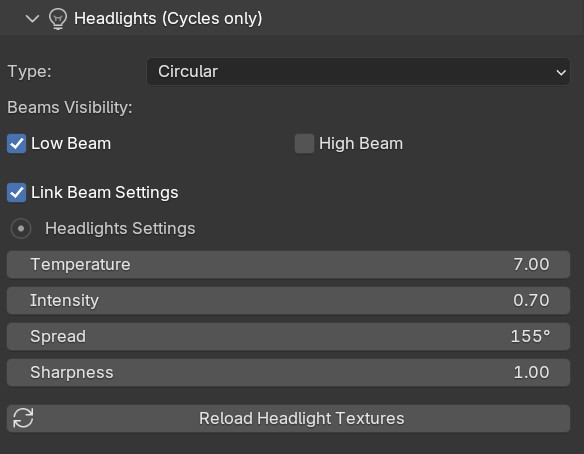 Headlights (Cycles only)
Type: Circular
Beams Visibility:
Low Beam High Beam
Link Beam Settings
Headlights Settings
Temperature 7.00
Intensity 0.70
Spread 155°
Sharpness 1.00
Reload Headlight Textures